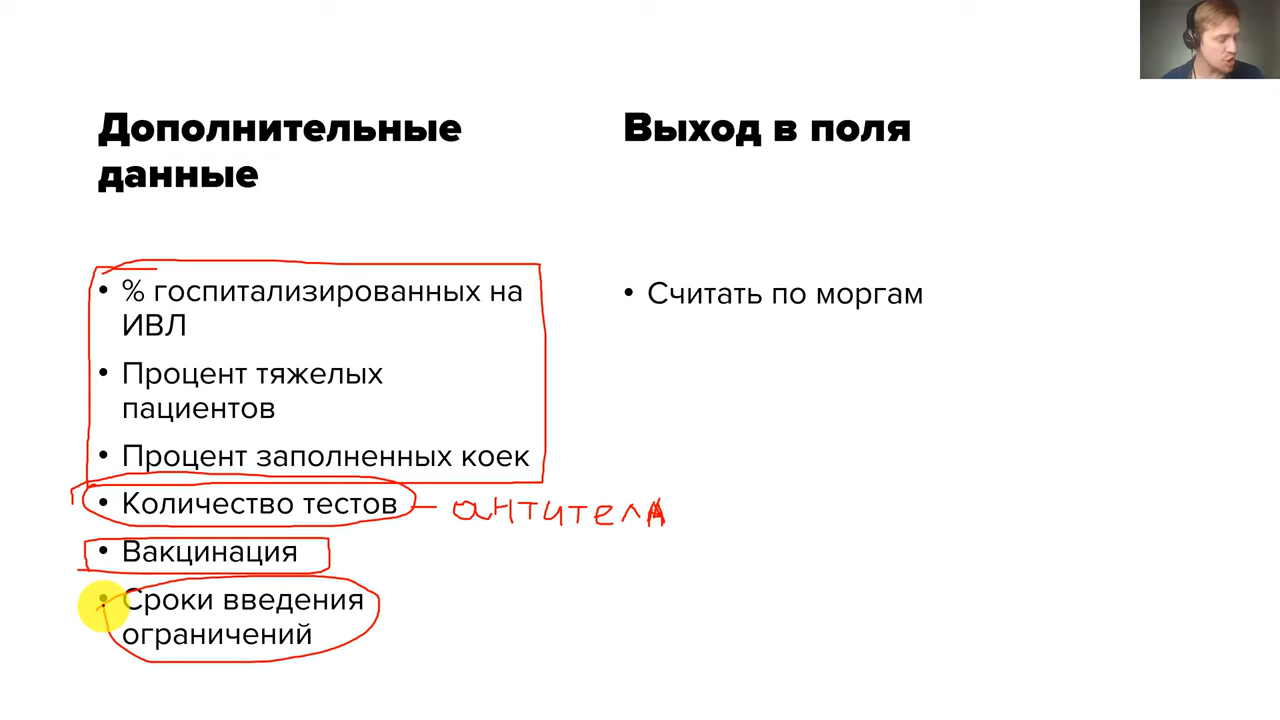 Дополнительные
данные
• % госпитализированных на
ИВЛ
• Процент тяжелых
пациентов
• Процент заполненных коек
• Количество тестов – антитела
• Вакцинация
• Сроки введения
ограничений
Выход в поля
• Считать по моргам